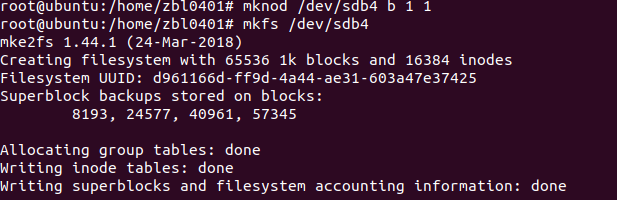 root@ubuntu:/home/zbl0401# mknod /dev/sdb4 b 1 1
root@ubuntu:/home/zbl0401# mkfs /dev/sdb4
mke2fs 1.44.1 (24-Mar-2018)
Creating filesystem with 65536 1k blocks and 16384 inodes
Filesystem UUID: d961166d-ff9d-4a44-ae31-603a47e37425
Superblock backups stored on blocks:
        8193, 24577, 40961, 57345

Allocating group tables: done
Writing inode tables: done
Writing superblocks and filesystem accounting information: done